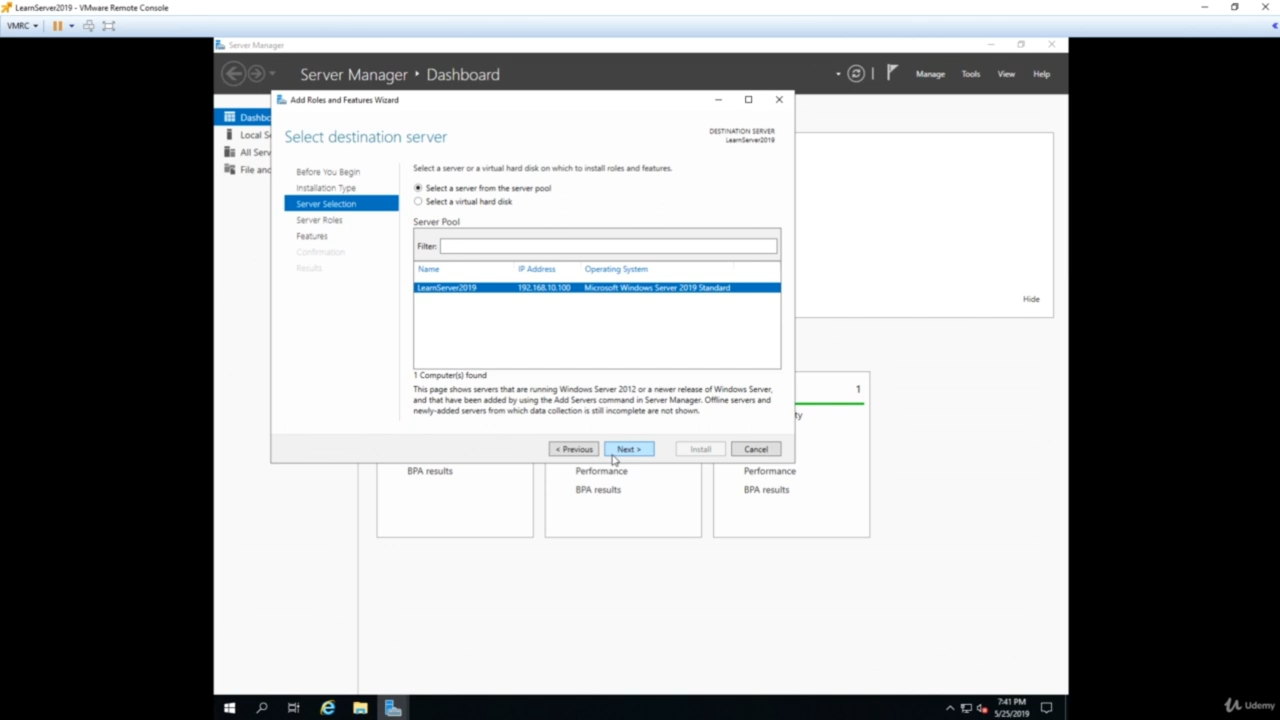 LearnServer2019 - VMware Remote Console
VMRC
Server Manager
Server Manager
Dashboard
Manage
Tools
View
Help
Add Roles and Features Wizard
Select destination server
DESTINATION SERVER
LearnServer2019
Before You Begin
Installation Type
Server Selection
Server Roles
Features
Confirmation
Results
Select a server or a virtual hard disk on which to install roles and features.
Select a server from the server pool
Select a virtual hard disk
Server Pool
Filter:
Name IP Address Operating System
LearnServer2019 192.168.10.100 Microsoft Windows Server 2019 Standard
1 Computer(s) found
This page shows servers that are running Windows Server 2012 or a newer release of Windows Server,
and that have been added by using the Add Servers command in Server Manager. Offline servers and
newly-added servers from which data collection is still incomplete are not shown.
< Previous
Next >
Install
Cancel
Dashbo
Local Se
All Serv
File and
Hide
1
ty
BPA results
Performance
BPA results
Performance
BPA results
7:41 PM
5/25/2019
Udemy